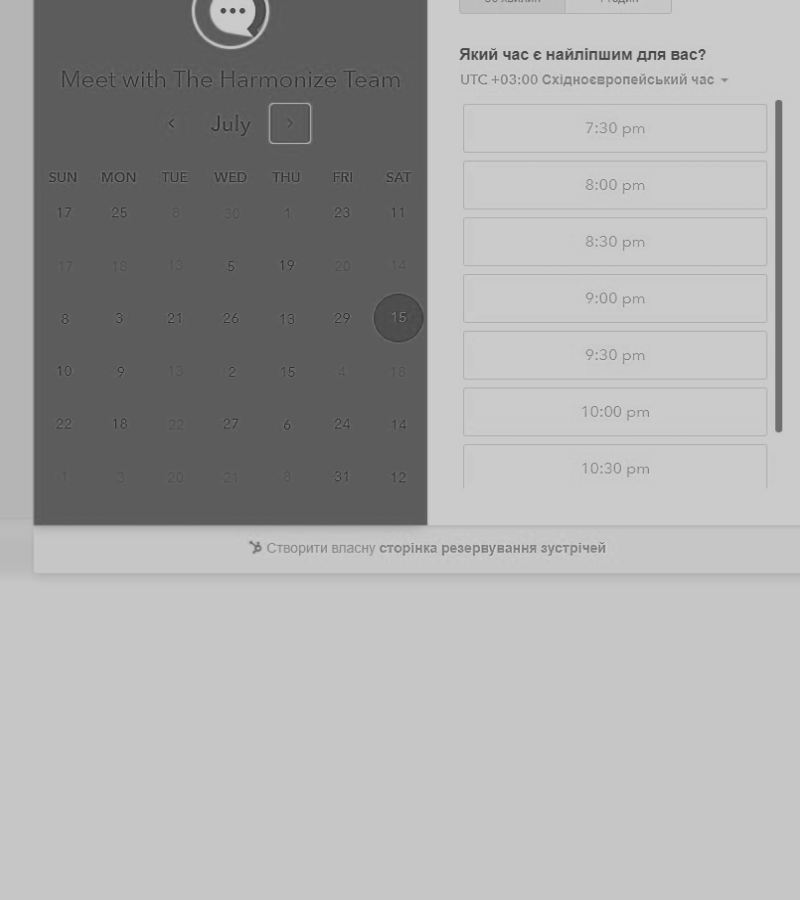 Meet with The Harmonize Team
July
SUN MON TUE WED THU FRI SAT
17 25 8 30 1 23 11
17 18 13 5 19 20 14
8 3 21 26 13 29 15
10 9 13 2 15 4 18
22 18 22 27 6 24 14
1 3 20 21 8 31 12
Який час є найліпшим для вас?
UTC +03:00 Східноєвропейський час
7:30 pm
8:00 pm
8:30 pm
9:00 pm
9:30 pm
10:00 pm
10:30 pm
Створити власну сторінка резервування зустрічей